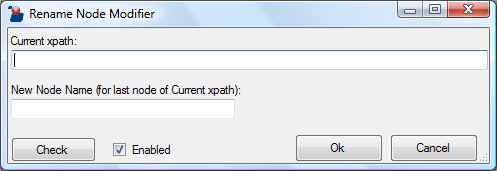 Rename Node Modifier
Current xpath:
New Node Name (for last node of Current xpath):
Check
Enabled
Ok
Cancel